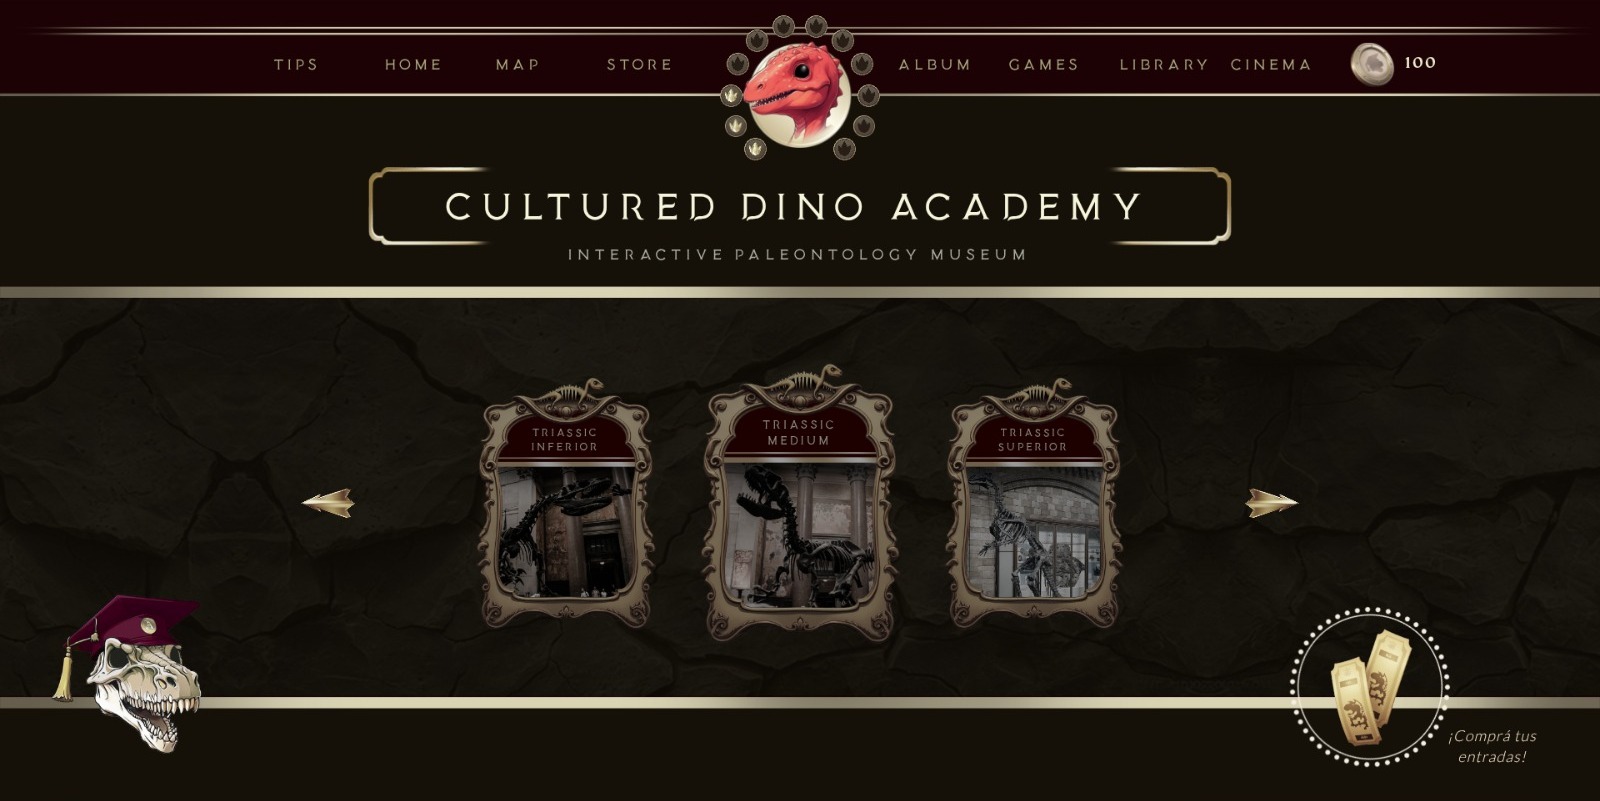 TIPS HOME MAP STORE ALBUM GAMES LIBRARY CINEMA 100
CULTURED DINO ACADEMY
INTERACTIVE PALEONTOLOGY MUSEUM
TRIASSIC
INFERIOR
TRIASSIC
MEDIUM
TRIASSIC
SUPERIOR
¡Comprá tus
entradas!